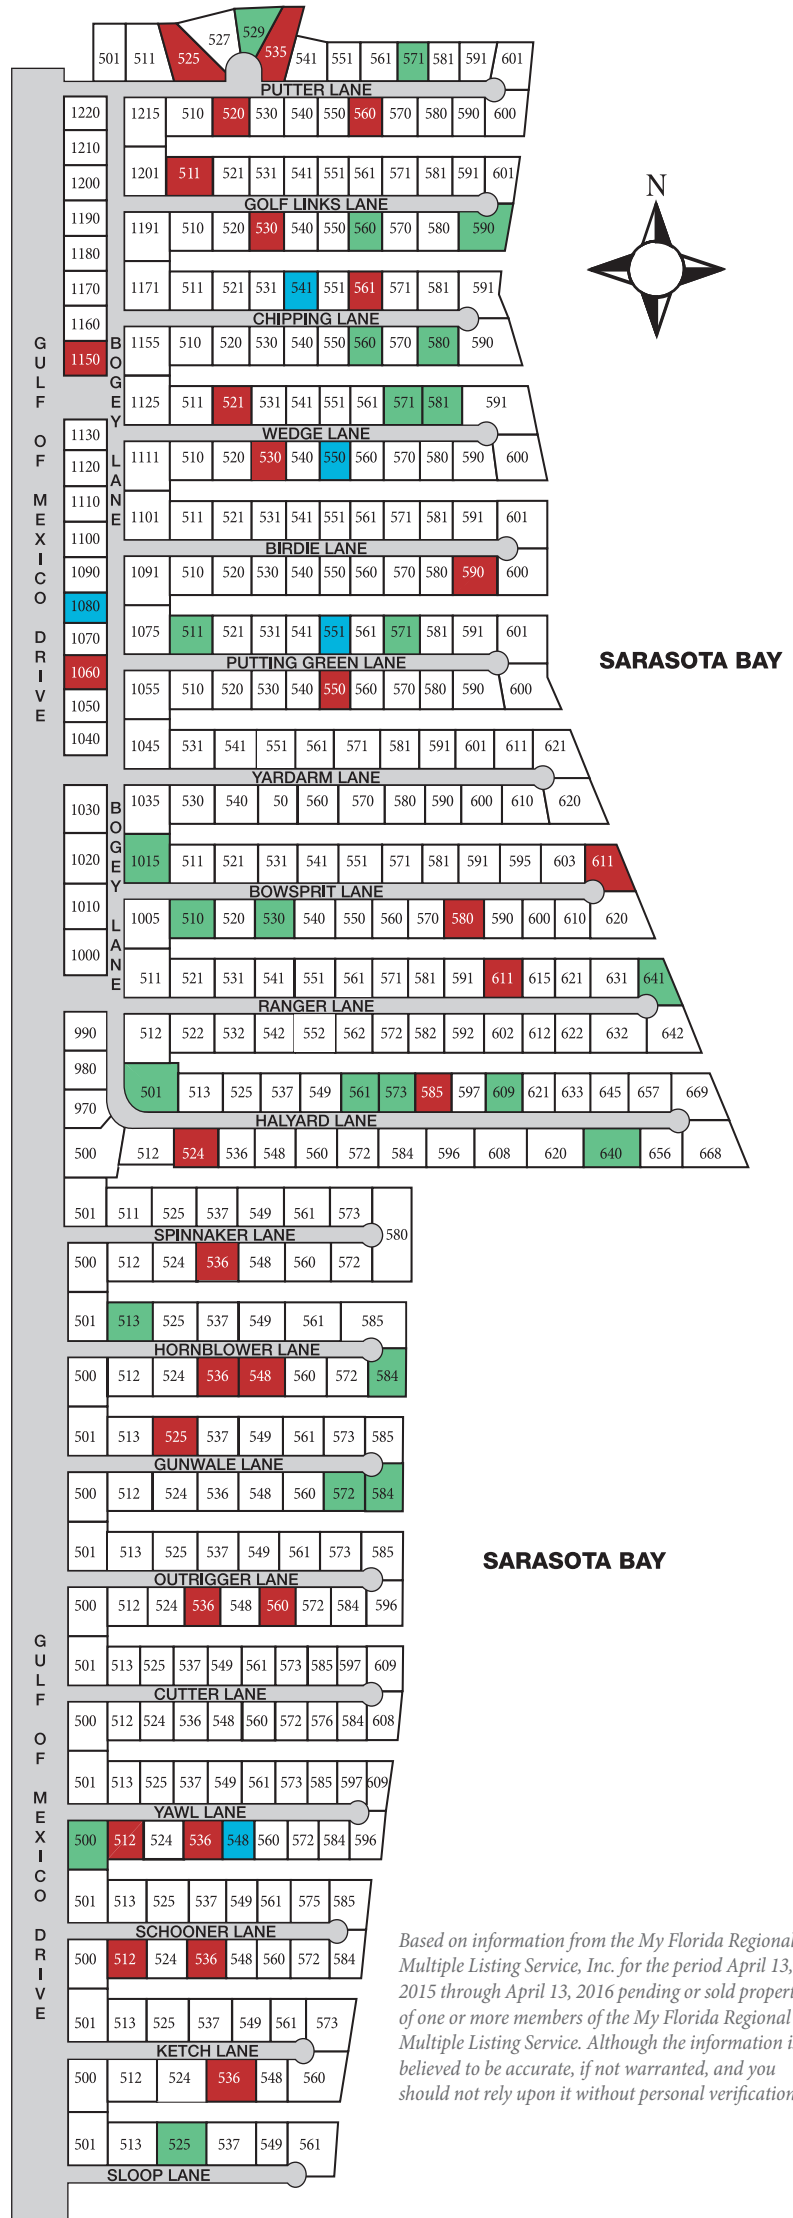 501 511 525 527 529 535 541 551 561 571 581 591 601
PUTTER LANE
1220 1215 510 520 530 540 550 560 570 580 590 600
1210
1200 1201 511 521 531 541 551 561 571 581 591 601
GOLF LINKS LANE
1190 1191 510 520 530 540 550 560 570 580 590
1180
1170 1171 511 521 531 541 551 561 571 581 591
CHIPPING LANE
1160 1155 510 520 530 540 550 560 570 580 590
1150
1125 511 521 531 541 551 561 571 581 591
WEDGE LANE
1130
1120 1111 510 520 530 540 550 560 570 580 590 600
1110 1101 511 521 531 541 551 561 571 581 591 601
1100
BIRDIE LANE
1090 1091 510 520 530 540 550 560 570 580 590 600
1080
1070 1075 511 521 531 541 551 561 571 581 591 601
PUTTING GREEN LANE
1060 1055 510 520 530 540 550 560 570 580 590 600
1050
1040 1045 531 541 551 561 571 581 591 601 611 621
YARDARM LANE
1030 1035 530 540 50 560 570 580 590 600 610 620
1020 1015 511 521 531 541 551 571 581 591 595 603 611
BOWSPRIT LANE
1010 1005 510 520 530 540 550 560 570 580 590 600 610 620
1000 511 521 531 541 551 561 571 581 591 611 615 621 631 641
RANGER LANE
990 512 522 532 542 552 562 572 582 592 602 612 622 632 642
980
970 501 513 525 537 549 561 573 585 597 609 621 633 645 657 669
HALYARD LANE
500 512 524 536 548 560 572 584 596 608 620 640 656 668
501 511 525 537 549 561 573 580
SPINNAKER LANE
500 512 524 536 548 560 572
501 513 525 537 549 561 585
HORNBLOWER LANE
500 512 524 536 548 560 572 584
501 513 525 537 549 561 573 585
GUNWALE LANE
500 512 524 536 548 560 572 584
501 513 525 537 549 561 573 585
OUTRIGGER LANE
500 512 524 536 548 560 572 584 596
501 513 525 537 549 561 573 585 597 609
CUTTER LANE
500 512 524 536 548 560 572 576 584 608
501 513 525 537 549 561 573 585 597 609
YAWL LANE
500 512 524 536 548 560 572 584 596
501 513 525 537 549 561 575 585
SCHOONER LANE
500 512 524 536 548 560 572 584
501 513 525 537 549 561 573
KETCH LANE
500 512 524 536 548 560
501 513 525 537 549 561
SLOOP LANE
GULF OF MEXICO DRIVE
BOGEY LANE
BOGEY LANE
GULF OF MEXICO DRIVE
N
SARASOTA BAY
SARASOTA BAY
Based on information from the My Florida Regional
Multiple Listing Service, Inc. for the period April 13,
2015 through April 13, 2016 pending or sold propert
of one or more members of the My Florida Regional
Multiple Listing Service. Although the information i
believed to be accurate, if not warranted, and you
should not rely upon it without personal verification